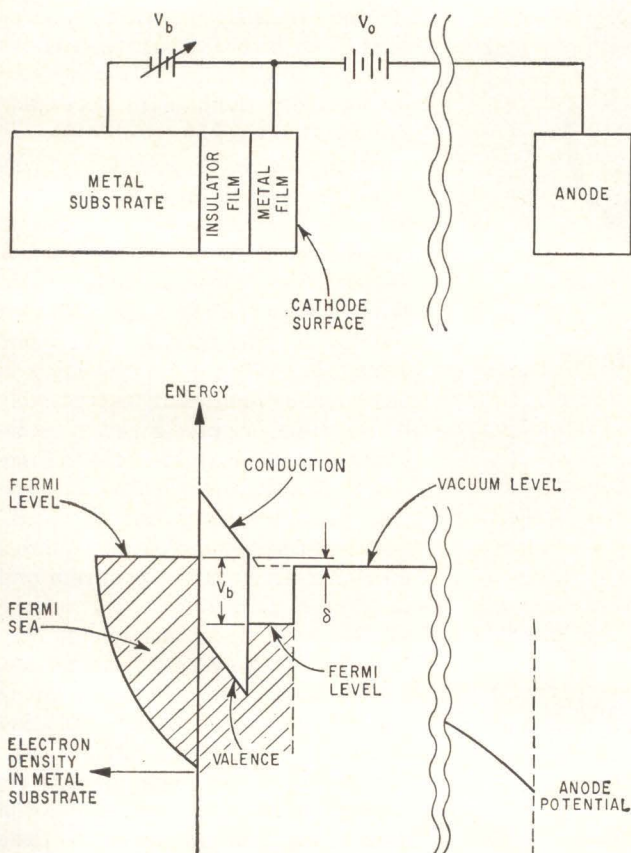 V_b
V_o
METAL
SUBSTRATE
INSULATOR
FILM
METAL
FILM
ANODE
CATHODE
SURFACE
ENERGY
CONDUCTION
FERMI
LEVEL
VACUUM LEVEL
V_b
δ
FERMI
SEA
FERMI
LEVEL
ELECTRON
DENSITY
IN METAL
SUBSTRATE
VALENCE
ANODE
POTENTIAL